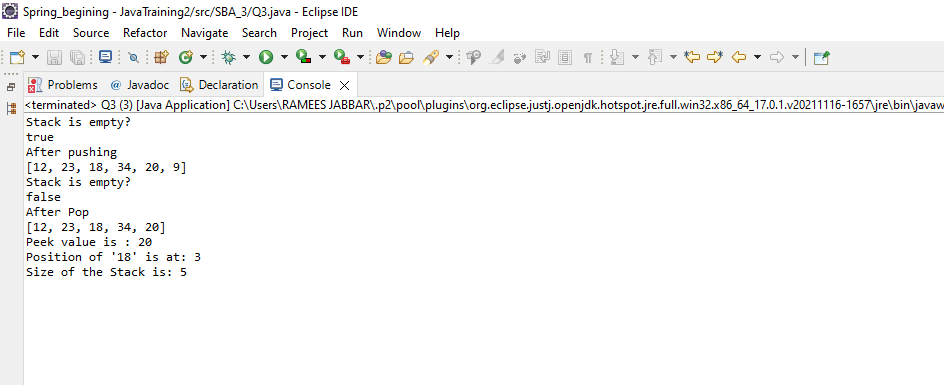 Spring_begining - JavaTraining2/src/SBA_3/Q3.java - Eclipse IDE
File Edit Source Refactor Navigate Search Project Run Window Help
Problems @ Javadoc Declaration Console
<terminated> Q3 (3) [Java Application] C:\Users\RAMEES JABBAR\.p2\pool\plugins\org.eclipse.justj.openjdk.hotspot.jre.full.win32.x86_64_17.0.1.v20211116-1657\jre\bin\javaw
Stack is empty?
true
After pushing
[12, 23, 18, 34, 20, 9]
Stack is empty?
false
After Pop
[12, 23, 18, 34, 20]
Peek value is : 20
Position of '18' is at: 3
Size of the Stack is: 5